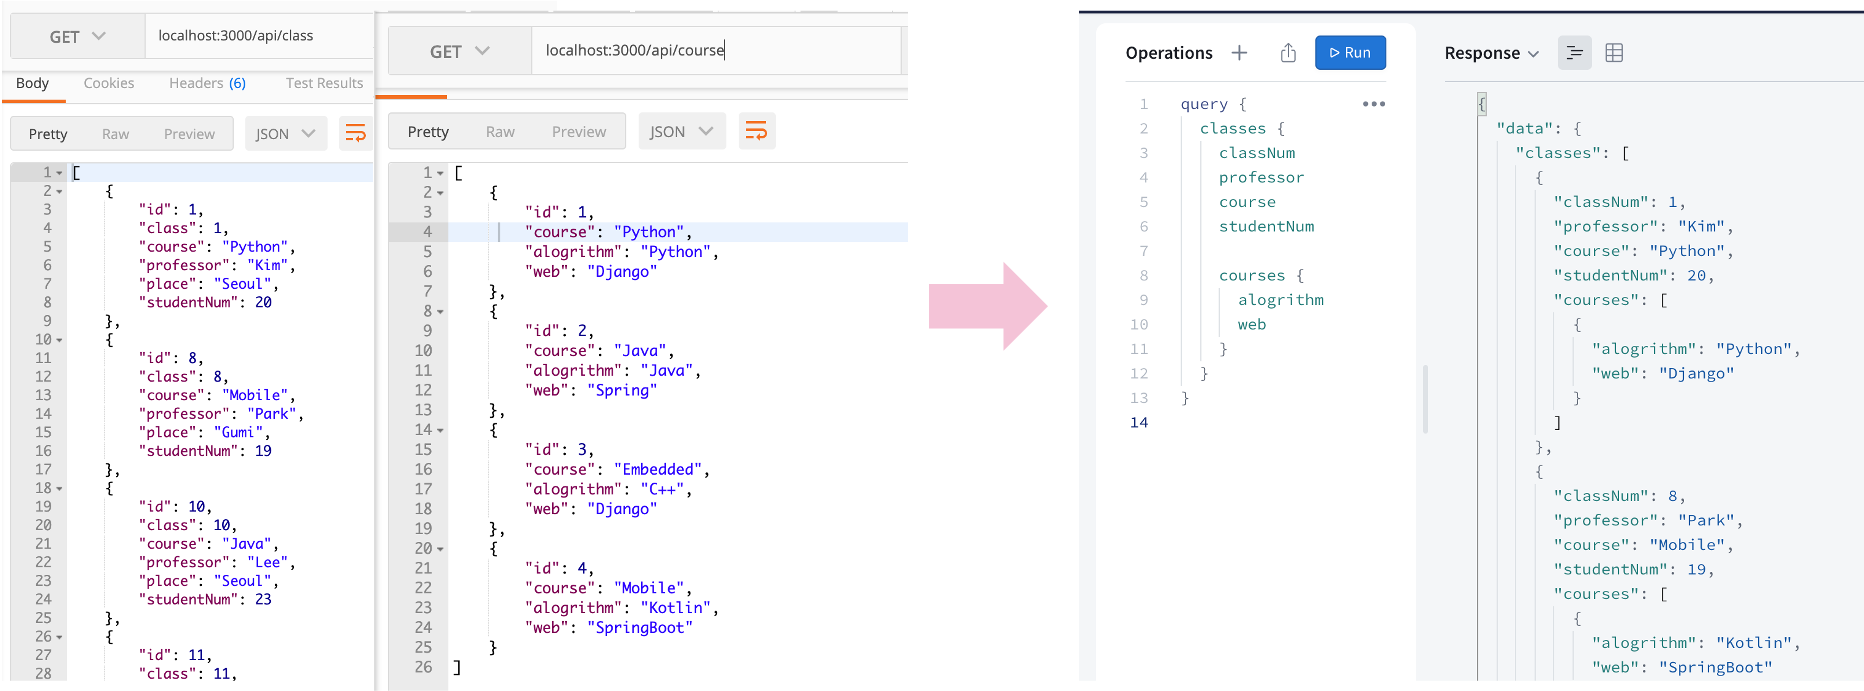 GET
localhost:3000/api/class
Body Cookies Headers (6) Test Results
Pretty Raw Preview JSON
1 [
2 {
3 "id": 1,
4 "class": 1,
5 "course": "Python",
6 "professor": "Kim",
7 "place": "Seoul",
8 "studentNum": 20
9 },
10 {
11 "id": 8,
12 "class": 8,
13 "course": "Mobile",
14 "professor": "Park",
15 "place": "Gumi",
16 "studentNum": 19
17 },
18 {
19 "id": 10,
20 "class": 10,
21 "course": "Java",
22 "professor": "Lee",
23 "place": "Seoul",
24 "studentNum": 23
25 },
26 {
27 "id": 11,
28 "class": 11,
GET
localhost:3000/api/course
Pretty Raw Preview JSON
1 [
2 {
3 "id": 1,
4 "course": "Python",
5 "alogrithm": "Python",
6 "web": "Django"
7 },
8 {
9 "id": 2,
10 "course": "Java",
11 "alogrithm": "Java",
12 "web": "Spring"
13 },
14 {
15 "id": 3,
16 "course": "Embedded",
17 "alogrithm": "C++",
18 "web": "Django"
19 },
20 {
21 "id": 4,
22 "course": "Mobile",
23 "alogrithm": "Kotlin",
24 "web": "SpringBoot"
25 }
26 ]
Operations + Run
1 query {
2 classes {
3 classNum
4 professor
5 course
6 studentNum
7
8 courses {
9 alogrithm
10 web
11 }
12 }
13 }
14
Response
{
"data": {
"classes": [
{
"classNum": 1,
"professor": "Kim",
"course": "Python",
"studentNum": 20,
"courses": [
{
"alogrithm": "Python",
"web": "Django"
}
]
},
{
"classNum": 8,
"professor": "Park",
"course": "Mobile",
"studentNum": 19,
"courses": [
{
"alogrithm": "Kotlin",
"web": "SpringBoot"